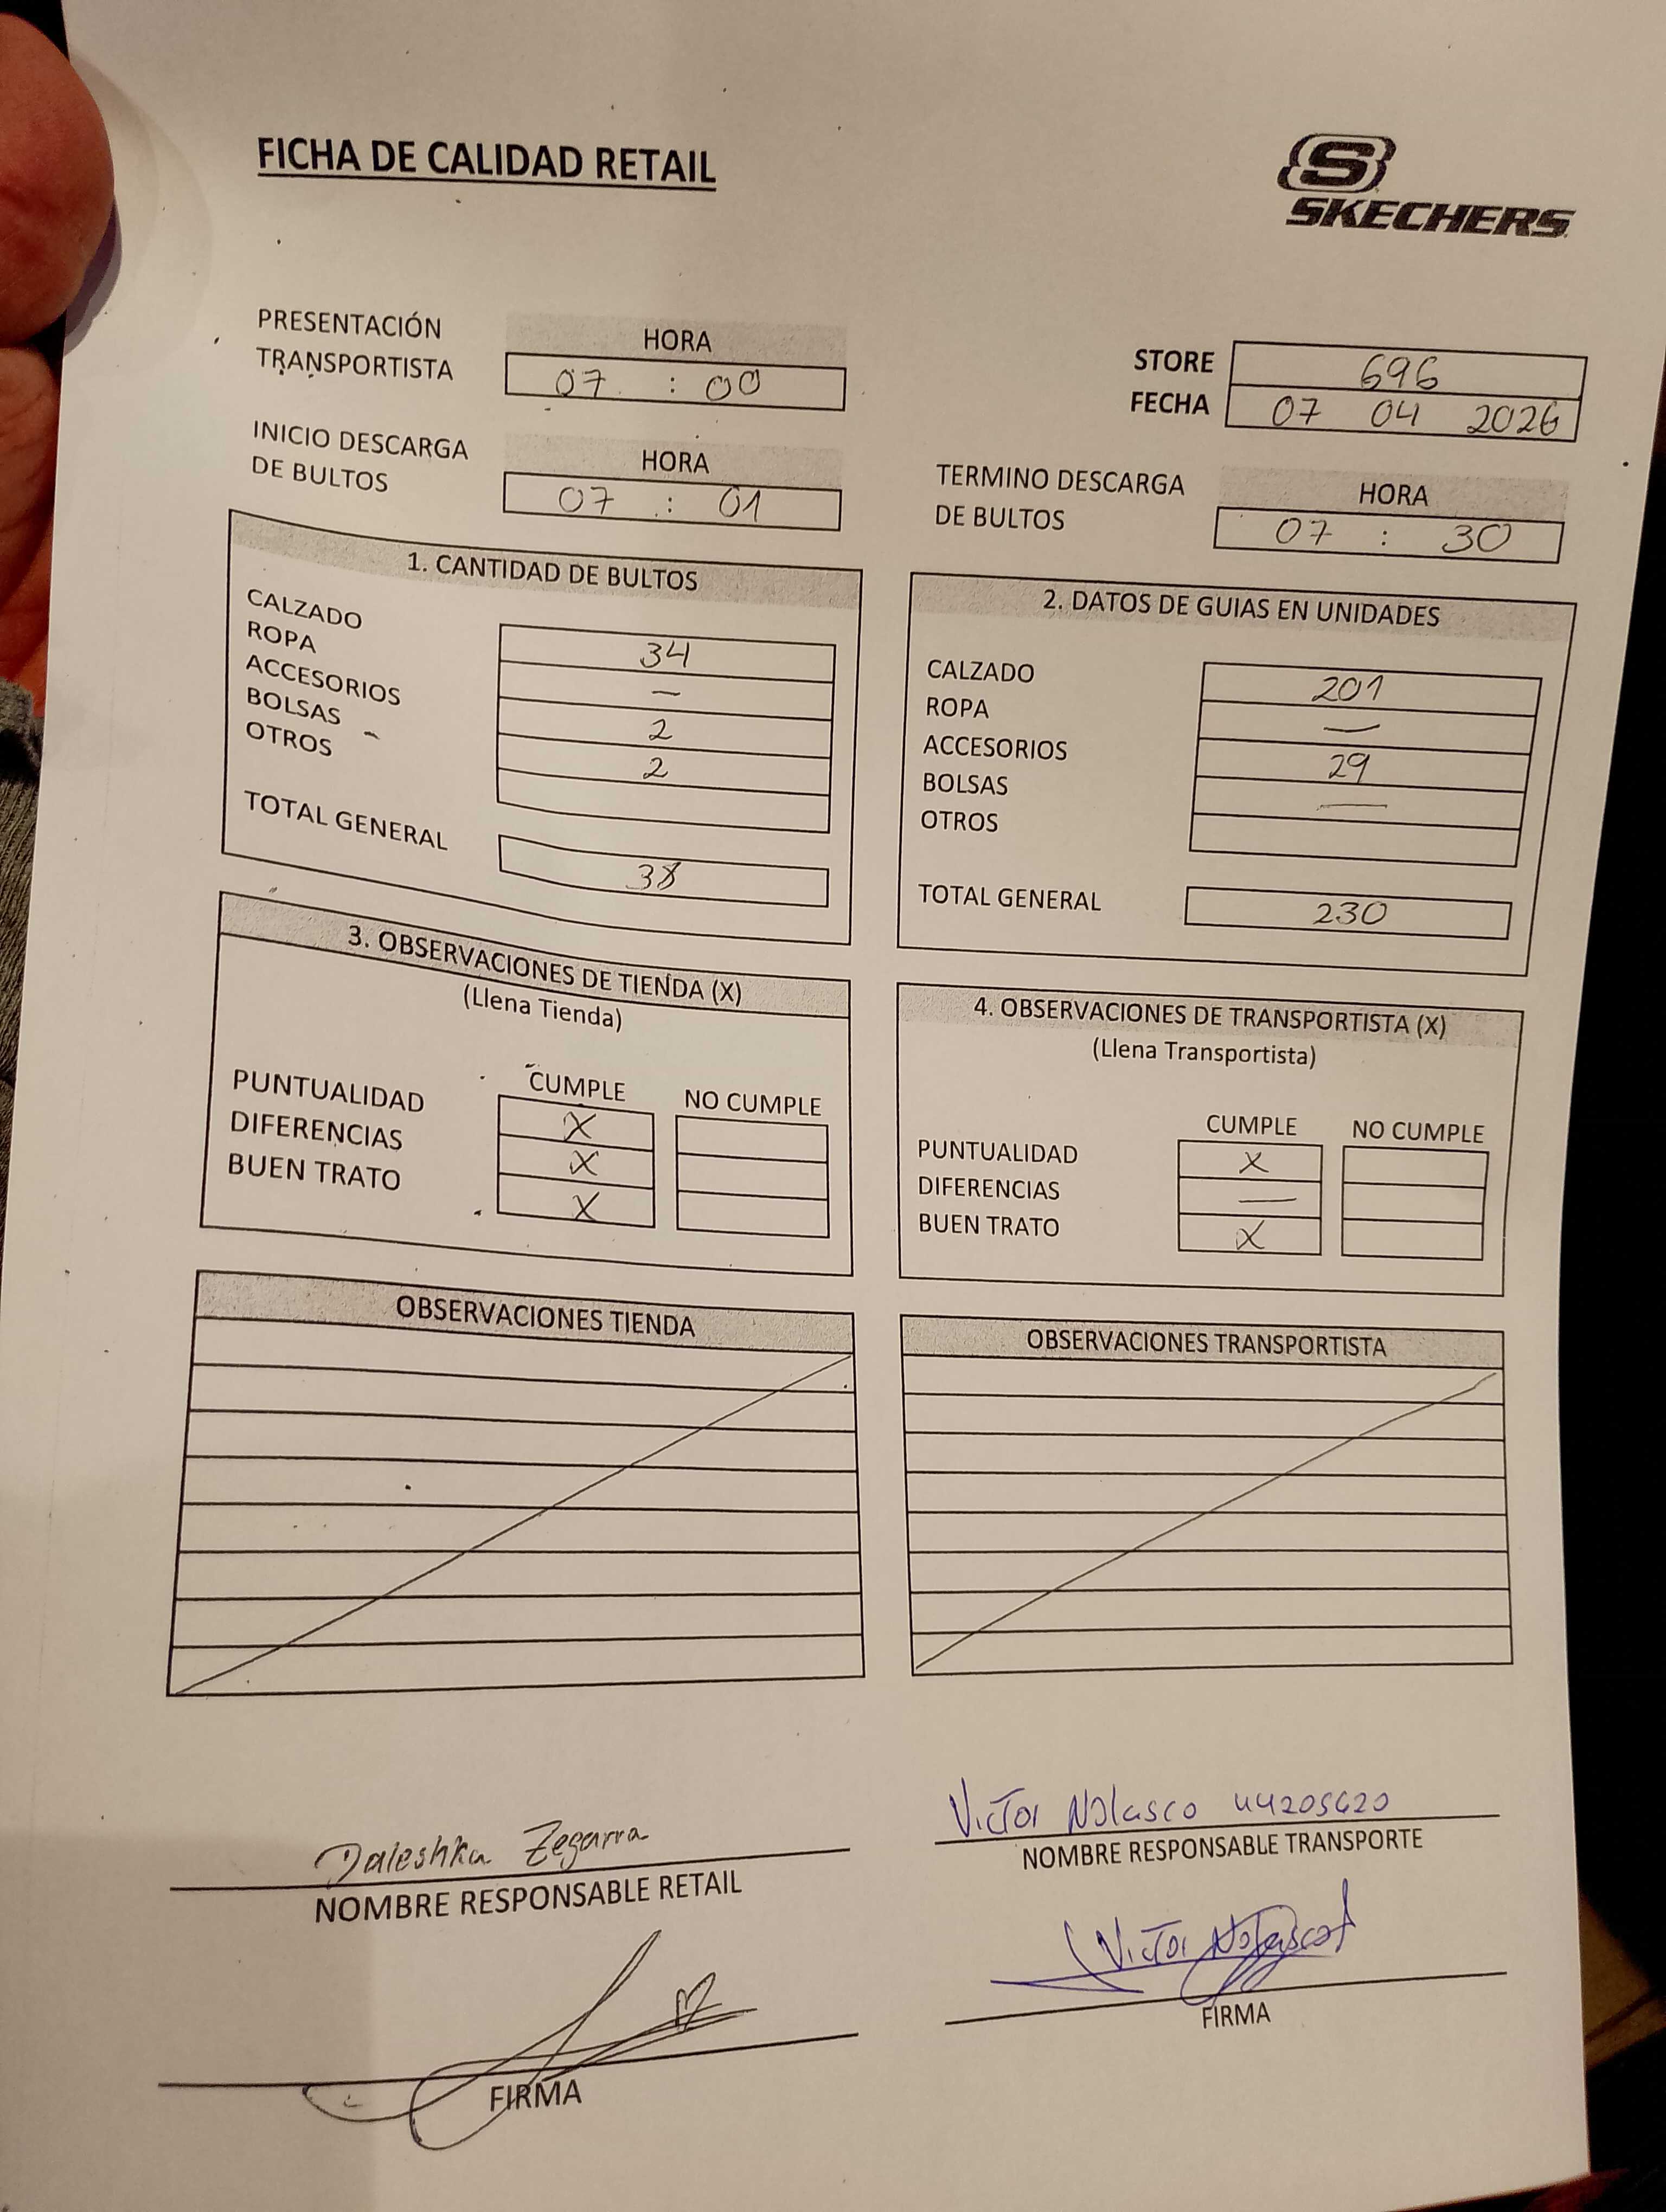 FICHA DE CALIDAD RETAIL
S
SKECHERS
PRESENTACIÓN TRANSPORTISTA
HORA
07 : 00
STORE 696
FECHA 07 04 2026
INICIO DESCARGA DE BULTOS
HORA
07 : 01
TERMINO DESCARGA DE BULTOS
HORA
07 : 30
1. CANTIDAD DE BULTOS
CALZADO 34
ROPA —
ACCESORIOS 2
BOLSAS 2
OTROS
TOTAL GENERAL 38
2. DATOS DE GUIAS EN UNIDADES
CALZADO 201
ROPA —
ACCESORIOS 29
BOLSAS —
OTROS
TOTAL GENERAL 230
3. OBSERVACIONES DE TIENDA (X)
(Llena Tienda)
CUMPLE NO CUMPLE
PUNTUALIDAD X
DIFERENCIAS X
BUEN TRATO X
4. OBSERVACIONES DE TRANSPORTISTA (X)
(Llena Transportista)
CUMPLE NO CUMPLE
PUNTUALIDAD X
DIFERENCIAS —
BUEN TRATO X
OBSERVACIONES TIENDA
OBSERVACIONES TRANSPORTISTA
Daleshka Zegarra
NOMBRE RESPONSABLE RETAIL
FIRMA
Victor Nolasco 44205620
NOMBRE RESPONSABLE TRANSPORTE
Victor Nolasco
FIRMA